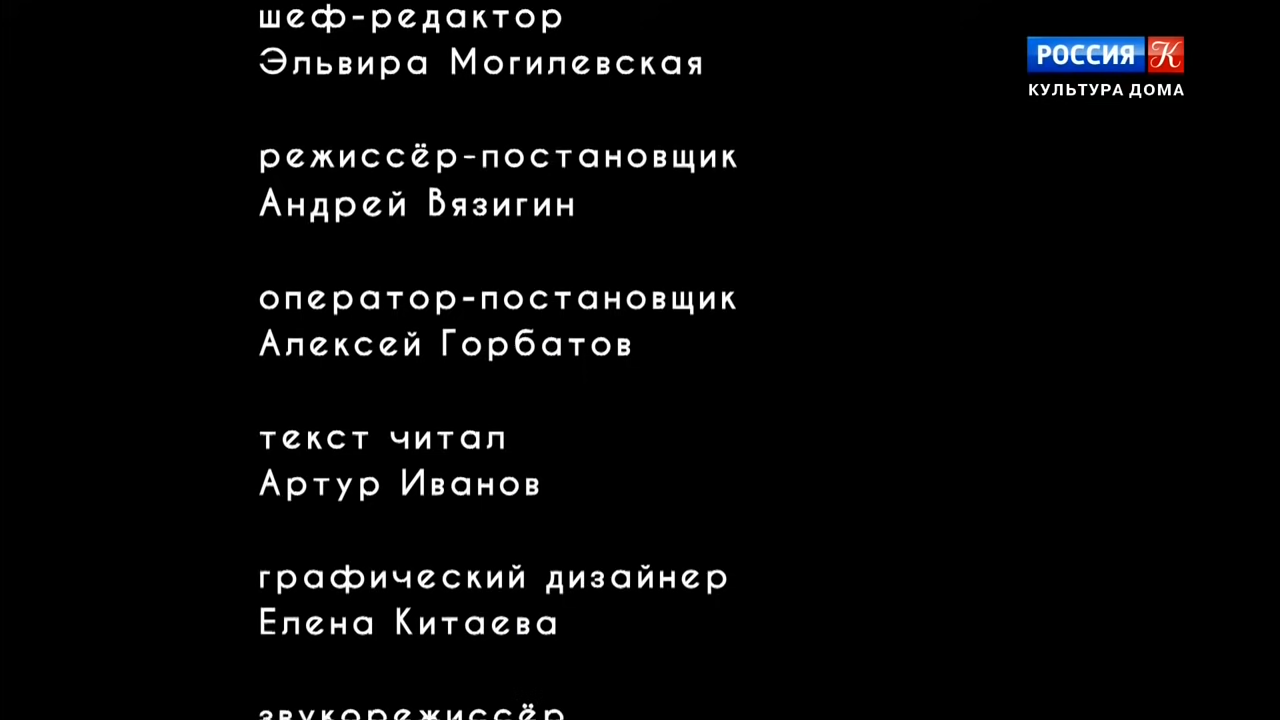 шеф-редактор
Эльвира Могилевская
РОССИЯ К
КУЛЬТУРА ДОМА
режиссёр-постановщик
Андрей Вязигин
оператор-постановщик
Алексей Горбатов
текст читал
Артур Иванов
графический дизайнер
Елена Китаева
звукорежиссёр